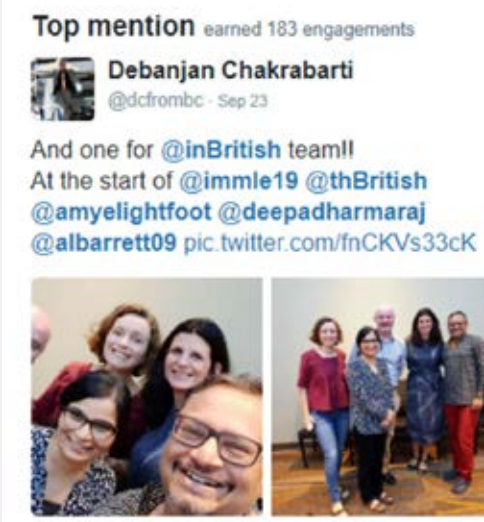 Top mention earned 183 engagements
Debanjan Chakrabarti
@dcfrombc - Sep 23
And one for @inBritish team!!
At the start of @immle19 @thBritish
@amyelightfoot @deepadharmaraj
@albarrett09 pic.twitter.com/fnCKVs33cK